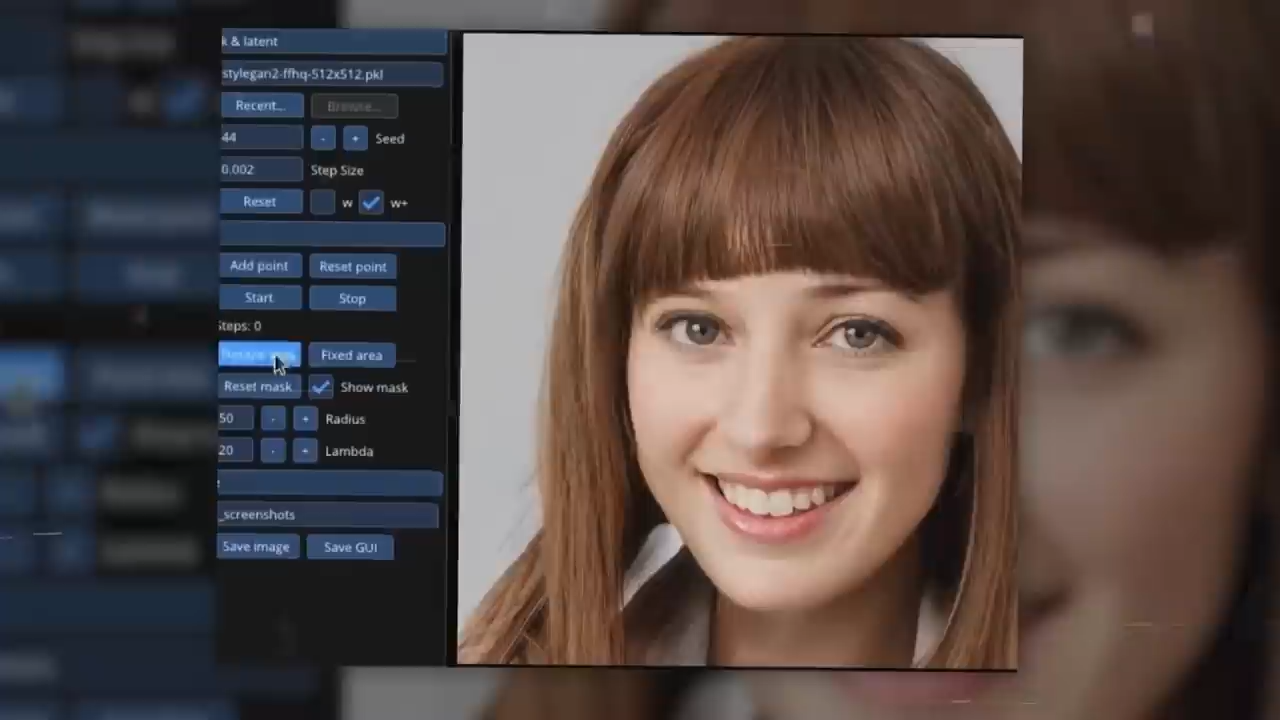 k & latent
stylegan2-ffhq-512x512.pkl
Recent... Browse...
44 - + Seed
0.002 Step Size
Reset w w+
Add point Reset point
Start Stop
Steps: 0
Fixed area
Reset mask Show mask
50 - + Radius
20 - + Lambda
_screenshots
Save image Save GUI